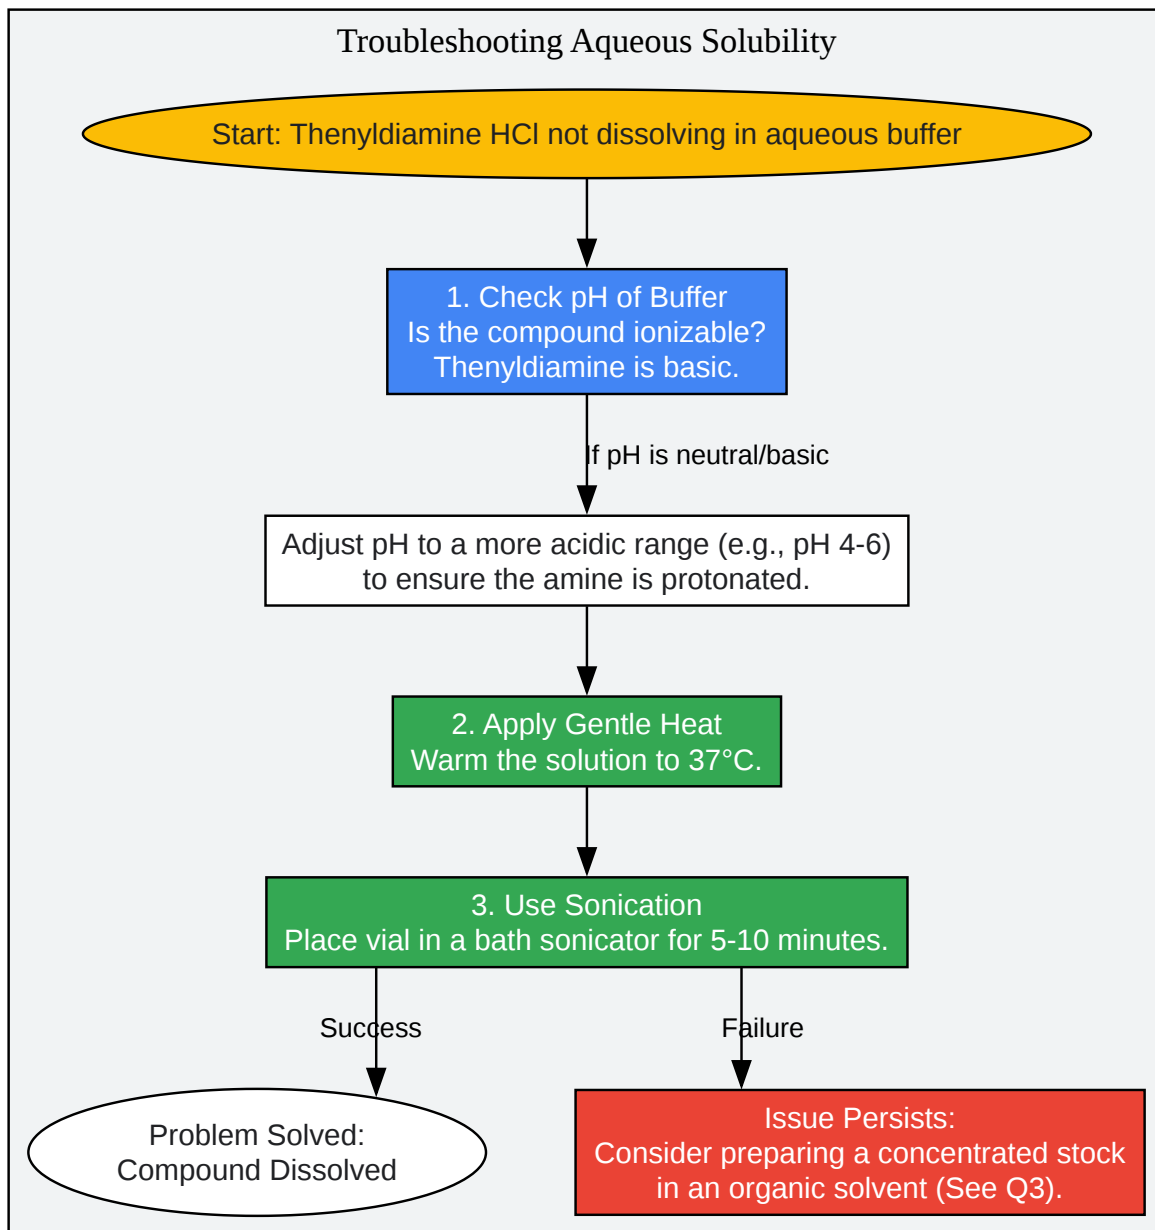 Troubleshooting Aqueous Solubility
Start: Thenyldiamine HCl not dissolving in aqueous buffer
1. Check pH of Buffer
Is the compound ionizable?
Thenyldiamine is basic.
If pH is neutral/basic
Adjust pH to a more acidic range (e.g., pH 4-6)
to ensure the amine is protonated.
2. Apply Gentle Heat
Warm the solution to 37°C.
3. Use Sonication
Place vial in a bath sonicator for 5-10 minutes.
Success
Failure
Problem Solved:
Compound Dissolved
Issue Persists:
Consider preparing a concentrated stock
in an organic solvent (See Q3).